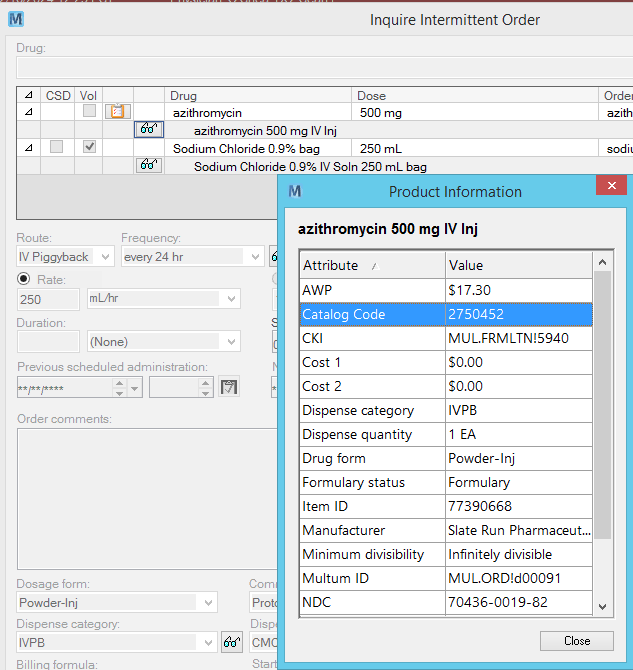 M Inquire Intermittent Order
Drug:
CSD Vol Drug Dose Order
azithromycin 500 mg azith
azithromycin 500 mg IV Inj
Sodium Chloride 0.9% bag 250 mL sodiu
Sodium Chloride 0.9% IV Soln 250 mL bag
M Product Information
azithromycin 500 mg IV Inj
Attribute Value
AWP $17.30
Catalog Code 2750452
CKI MUL.FRMLTN!5940
Cost 1 $0.00
Cost 2 $0.00
Dispense category IVPB
Dispense quantity 1 EA
Drug form Powder-Inj
Formulary status Formulary
Item ID 77390668
Manufacturer Slate Run Pharmaceut...
Minimum divisibility Infinitely divisible
Multum ID MUL.ORD!d00091
NDC 70436-0019-82
Close
Route: Frequency:
IV Piggyback every 24 hr
Rate:
250 mL/hr
Duration:
(None)
Previous scheduled administration:
**/**/****
Order comments:
Dosage form: Comm
Powder-Inj Proto
Dispense category: Dispe
IVPB CMC
Billing formula: Start